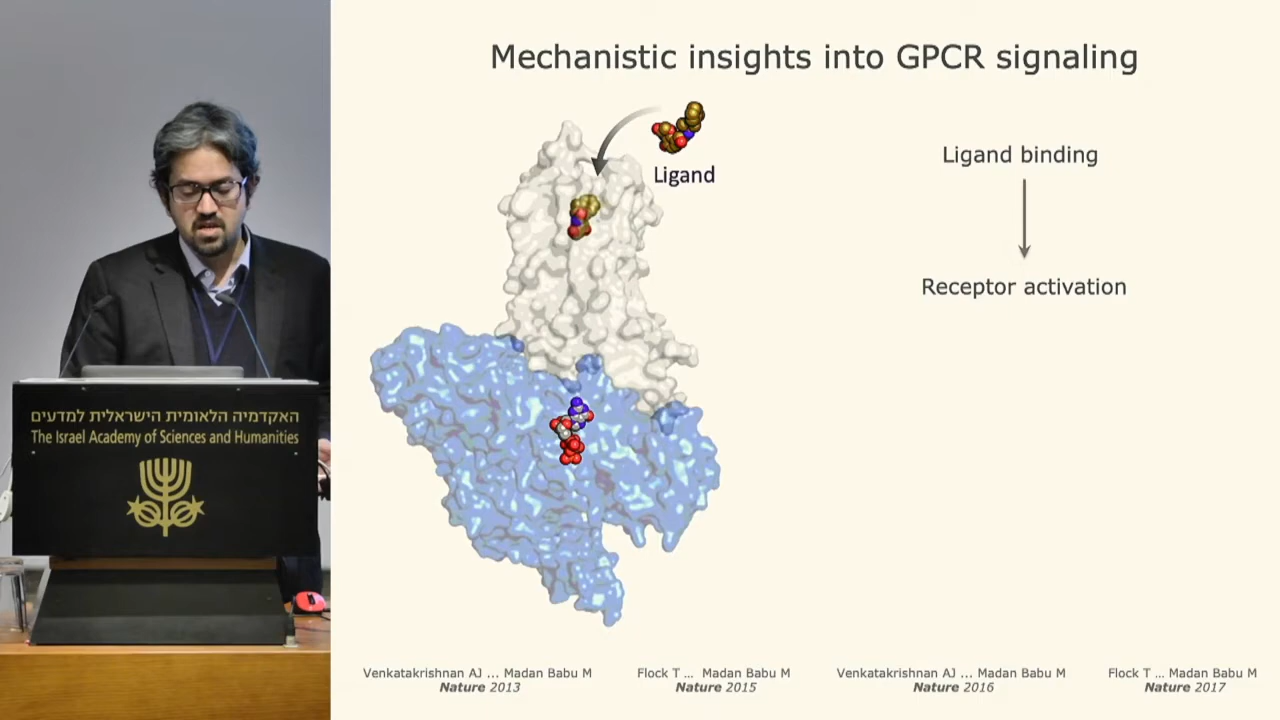 Mechanistic insights into GPCR signaling
Ligand
Ligand binding
Receptor activation
האקדמיה הלאומית הישראלית למדעים
The Israel Academy of Sciences and Humanities
Venkatakrishnan AJ ... Madan Babu M
Nature 2013
Flock T ... Madan Babu M
Nature 2015
Venkatakrishnan AJ ... Madan Babu M
Nature 2016
Flock T ... Madan Babu M
Nature 2017